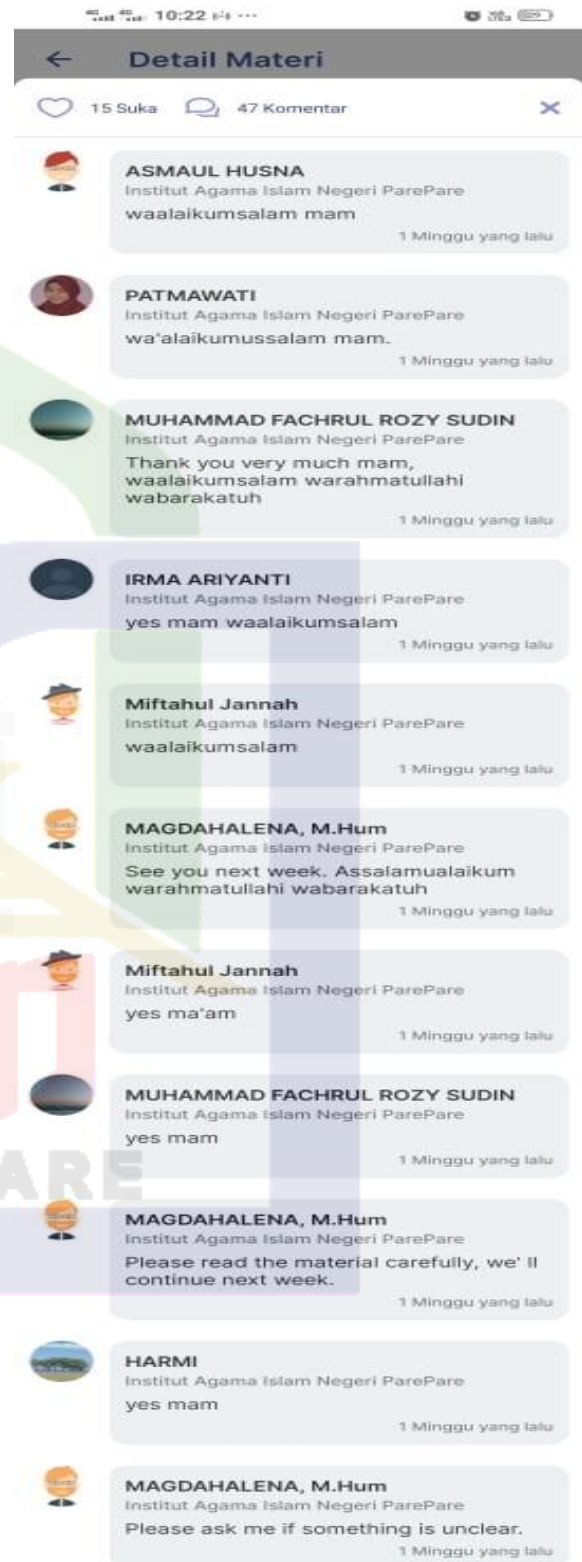 10:22
Detail Materi
15 Suka 47 Komentar
ASMAUL HUSNA
Institut Agama Islam Negeri ParePare
waalaikumsalam mam
1 Minggu yang lalu
PATMAWATI
Institut Agama Islam Negeri ParePare
wa'alaikumussalam mam.
1 Minggu yang lalu
MUHAMMAD FACHRUL ROZY SUDIN
Institut Agama Islam Negeri ParePare
Thank you very much mam,
waalaikumsalam warahmatullahi
wabarakatuh
1 Minggu yang lalu
IRMA ARIYANTI
Institut Agama Islam Negeri ParePare
yes mam waalaikumsalam
1 Minggu yang lalu
Miftahul Jannah
Institut Agama Islam Negeri ParePare
waalaikumsalam
1 Minggu yang lalu
MAGDAHALENA, M.Hum
Institut Agama Islam Negeri ParePare
See you next week. Assalamualaikum
warahmatullahi wabarakatuh
1 Minggu yang lalu
Miftahul Jannah
Institut Agama Islam Negeri ParePare
yes ma'am
1 Minggu yang lalu
MUHAMMAD FACHRUL ROZY SUDIN
Institut Agama Islam Negeri ParePare
yes mam
1 Minggu yang lalu
ARE
MAGDAHALENA, M.Hum
Institut Agama Islam Negeri ParePare
Please read the material carefully, we' ll
continue next week.
1 Minggu yang lalu
HARMI
Institut Agama Islam Negeri ParePare
yes mam
1 Minggu yang lalu
MAGDAHALENA, M.Hum
Institut Agama Islam Negeri ParePare
Please ask me if something is unclear.
1 Minggu yang lalu